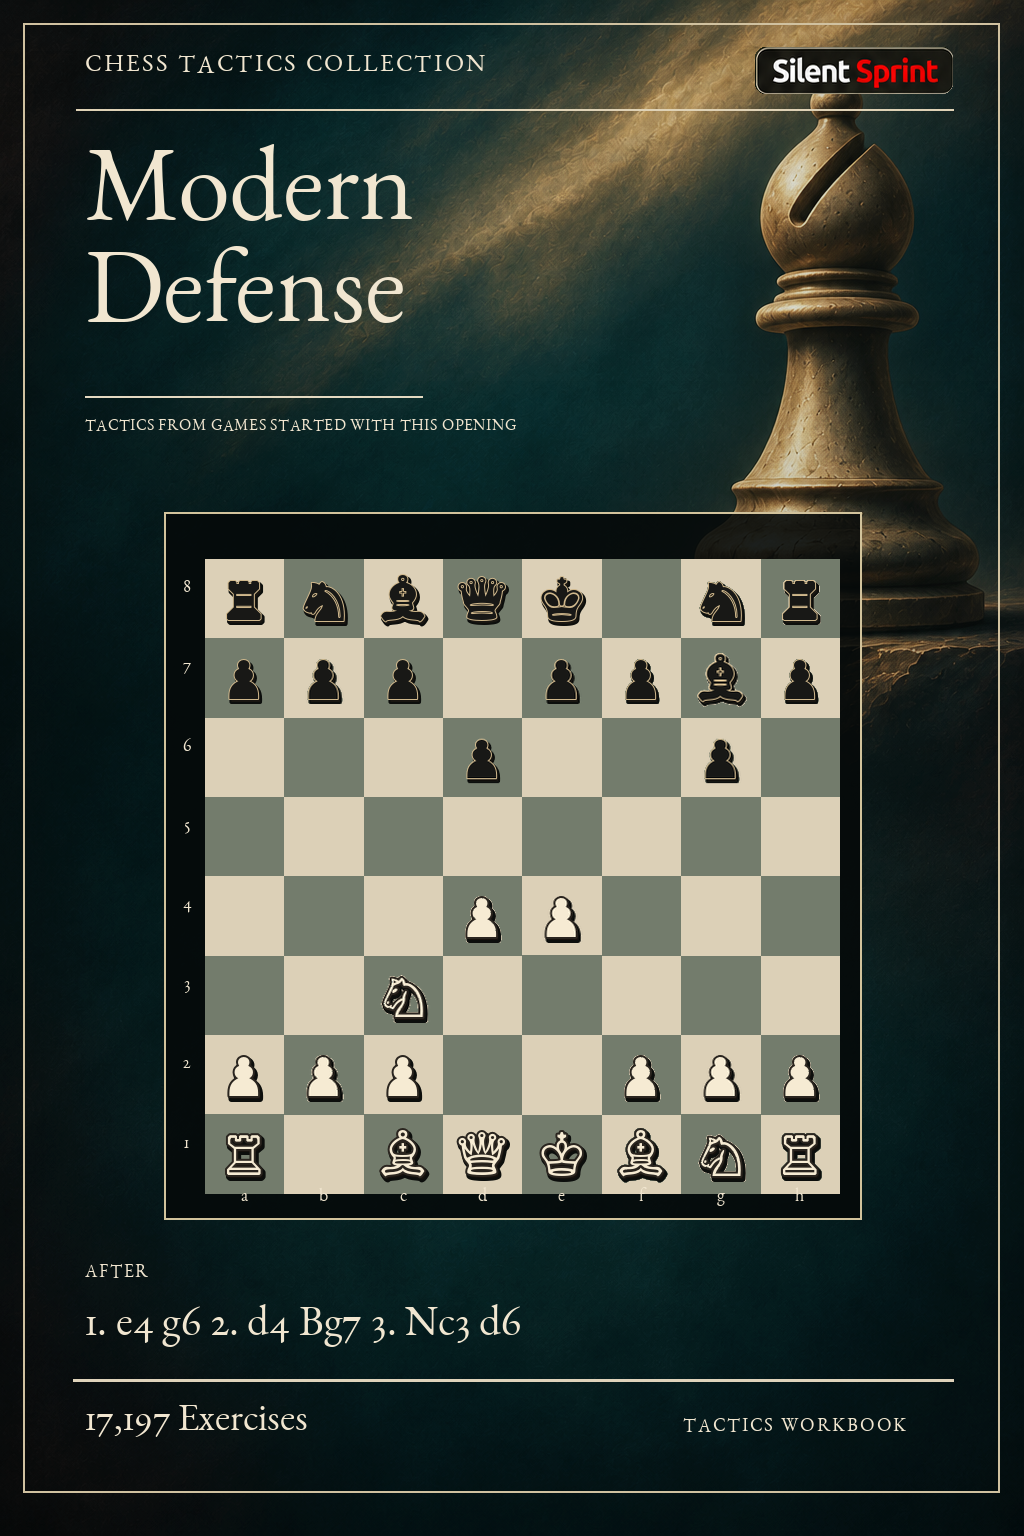 CHESS TACTICS COLLECTION
Silent Sprint
Modern
Defense
TACTICS FROM GAMES STARTED WITH THIS OPENING
8
7
6
5
4
3
2
1
a b c d e f g h
AFTER
1. e4 g6 2. d4 Bg7 3. Nc3 d6
17,197 Exercises
TACTICS WORKBOOK